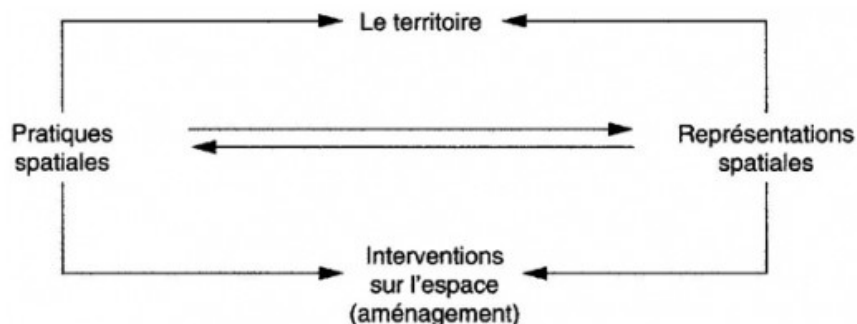 Le territoire
Pratiques
spatiales
Représentations
spatiales
Interventions
sur l'espace
(aménagement)